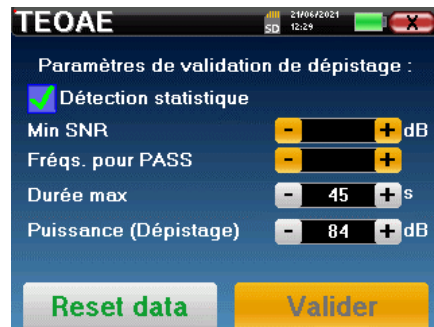 TEOAE
SD
21/06/2021
12:29
X
Paramètres de validation de dépistage :
Détection statistique
Min SNR - + dB
Fréqs. pour PASS - +
Durée max - 45 + s
Puissance (Dépistage) - 84 + dB
Reset data Valider